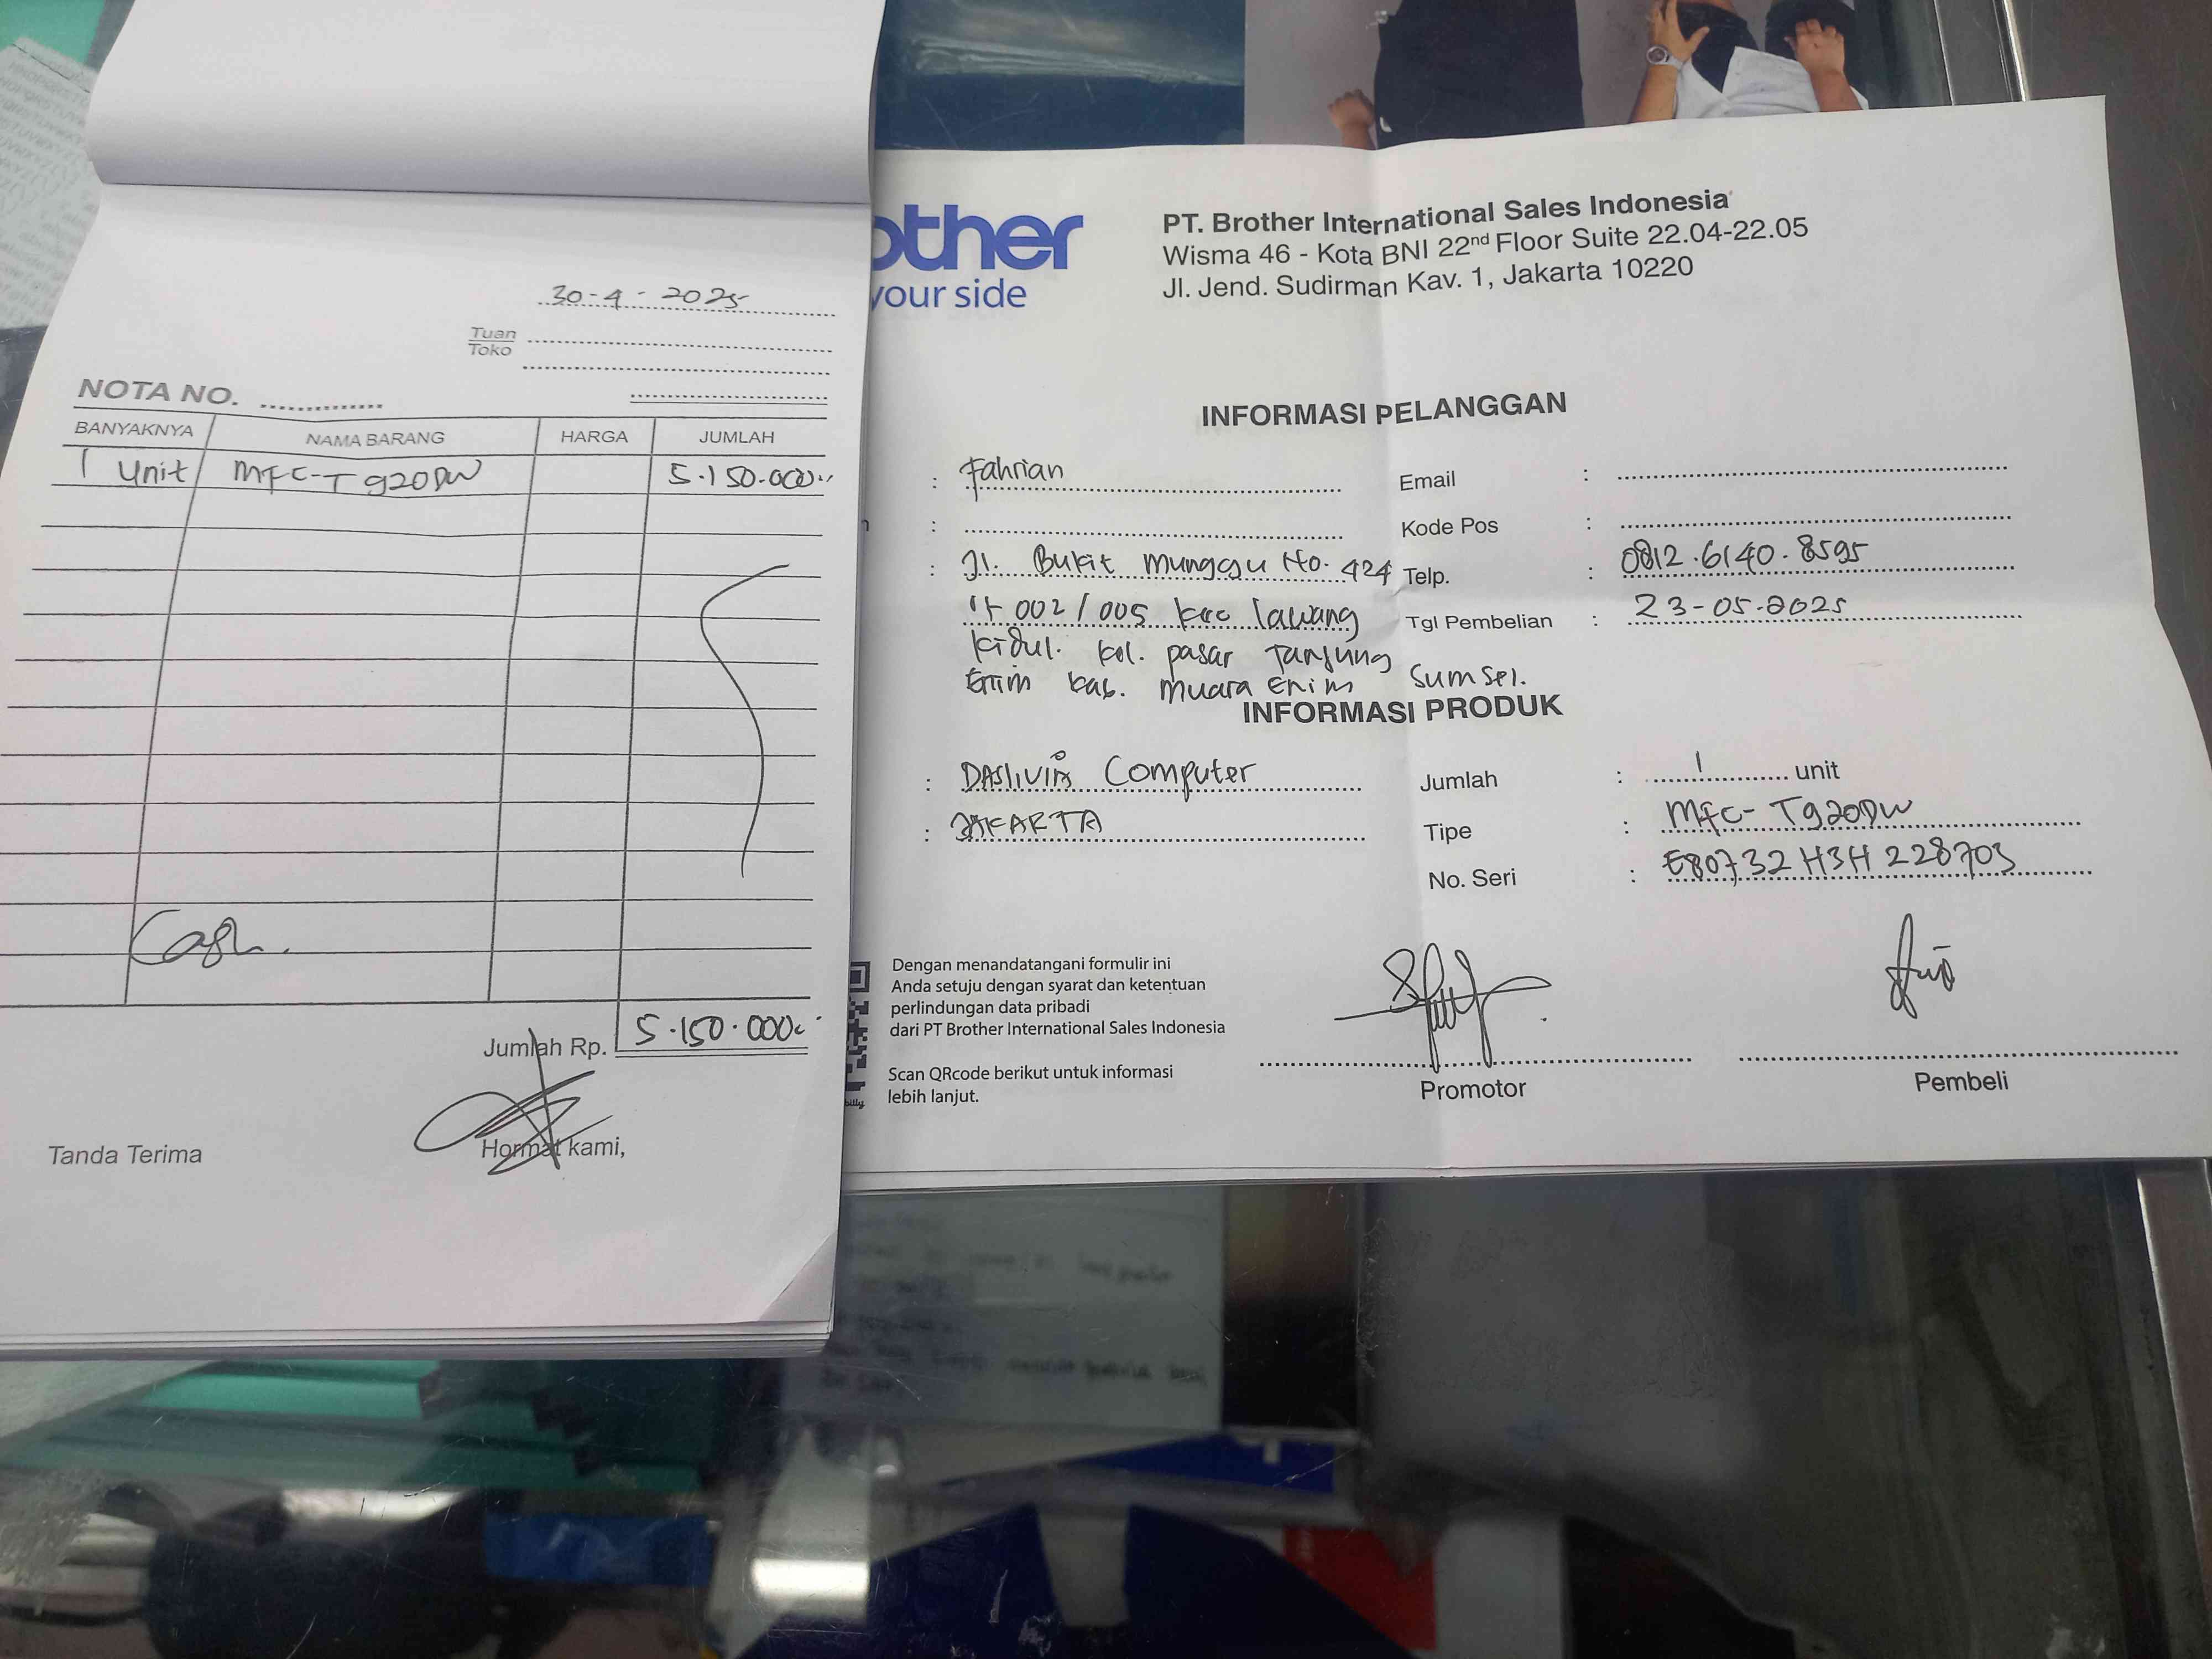 30-4-2025
Tuan
Toko
NOTA NO.
BANYAKNYA NAMA BARANG HARGA JUMLAH
1 Unit MFC-T920DW 5.150.000
Cash
Jumlah Rp. 5.150.000
Tanda Terima Hormat kami,
other
your side
PT. Brother International Sales Indonesia
Wisma 46 - Kota BNI 22nd Floor Suite 22.04-22.05
Jl. Jend. Sudirman Kav. 1, Jakarta 10220
INFORMASI PELANGGAN
: Fahrian Email :
: Kode Pos :
: Jl. Bukit Munggu No. 424 Telp. : 0812.6140.8595
rt 002/005 kec lawang Tgl Pembelian : 23-05-2025
kidul. kel. pasar Tanjung
Enim kab. Muara Enim Sumsel.
INFORMASI PRODUK
: Computer Jumlah : 1 unit
: JAKARTA Tipe : MFC-T920DW
No. Seri : E80732H3H228703
Dengan menandatangani formulir ini
Anda setuju dengan syarat dan ketentuan
perlindungan data pribadi
dari PT Brother International Sales Indonesia
Scan QRcode berikut untuk informasi
lebih lanjut.
Promotor Pembeli